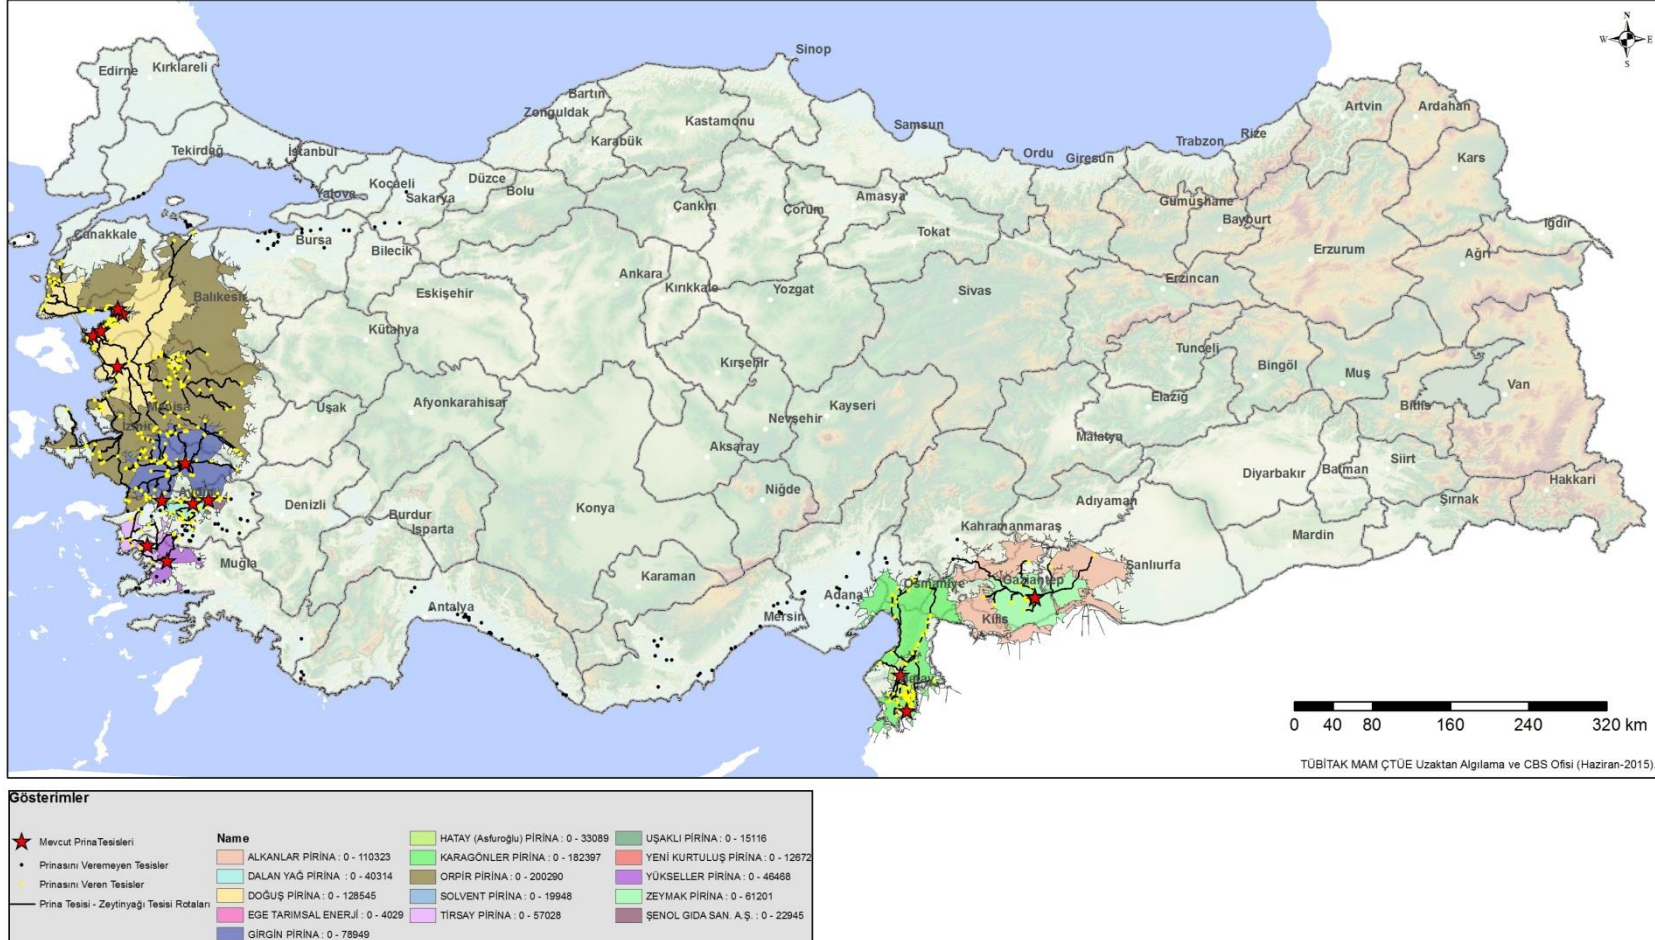 N
W E
S
Sinop
Edirne
Kırklareli
Bartın
Zonguldak
Kastamonu
Karabük
Samsun
Artvin
Ardahan
Rize
Trabzon
Ordu
Giresun
Kars
Tekirdağ
İstanbul
Kocaeli
Yalova
Sakarya
Düzce
Bolu
Çankırı
Çorum
Amasya
Tokat
Gümüşhane
Bayburt
Iğdır
Çanakkale
Bursa
Bilecik
Ankara
Kırıkkale
Yozgat
Sivas
Erzincan
Erzurum
Ağrı
Balıkesir
Eskişehir
Kütahya
Kırşehir
Tunceli
Bingöl
Muş
Van
Bitlis
Elazığ
Manisa
İzmir
Uşak
Afyonkarahisar
Nevşehir
Kayseri
Aksaray
Malatya
Diyarbakır
Batman
Siirt
Hakkari
Şırnak
Mardin
Aydın
Denizli
Burdur
Isparta
Konya
Niğde
Adıyaman
Kahramanmaraş
Şanlıurfa
Gaziantep
Kilis
Osmaniye
Adana
Mersin
Karaman
Antalya
Muğla
Hatay
0 40 80 160 240 320 km
TÜBİTAK MAM ÇTÜE Uzaktan Algılama ve CBS Ofisi (Haziran-2015).
Gösterimler
Mevcut PrinaTesisleri
Prinasını Veremeyen Tesisler
Prinasını Veren Tesisler
Prina Tesisi - Zeytinyağı Tesisi Rotaları
Name
ALKANLAR PİRİNA : 0 - 110323
DALAN YAĞ PİRİNA : 0 - 40314
DOĞUŞ PİRİNA : 0 - 128545
EGE TARIMSAL ENERJİ : 0 - 4029
GİRGİN PİRİNA : 0 - 78949
HATAY (Asfuroğlu) PİRİNA : 0 - 33089
KARAGÖNLER PİRİNA : 0 - 182397
ORPİR PİRİNA : 0 - 200290
SOLVENT PİRİNA : 0 - 19948
TİRSAY PİRİNA : 0 - 57028
UŞAKLI PİRİNA : 0 - 15116
YENİ KURTULUŞ PİRİNA : 0 - 12672
YÜKSELLER PİRİNA : 0 - 46468
ZEYMAK PİRİNA : 0 - 61201
ŞENOL GIDA SAN. A.Ş. : 0 - 22945